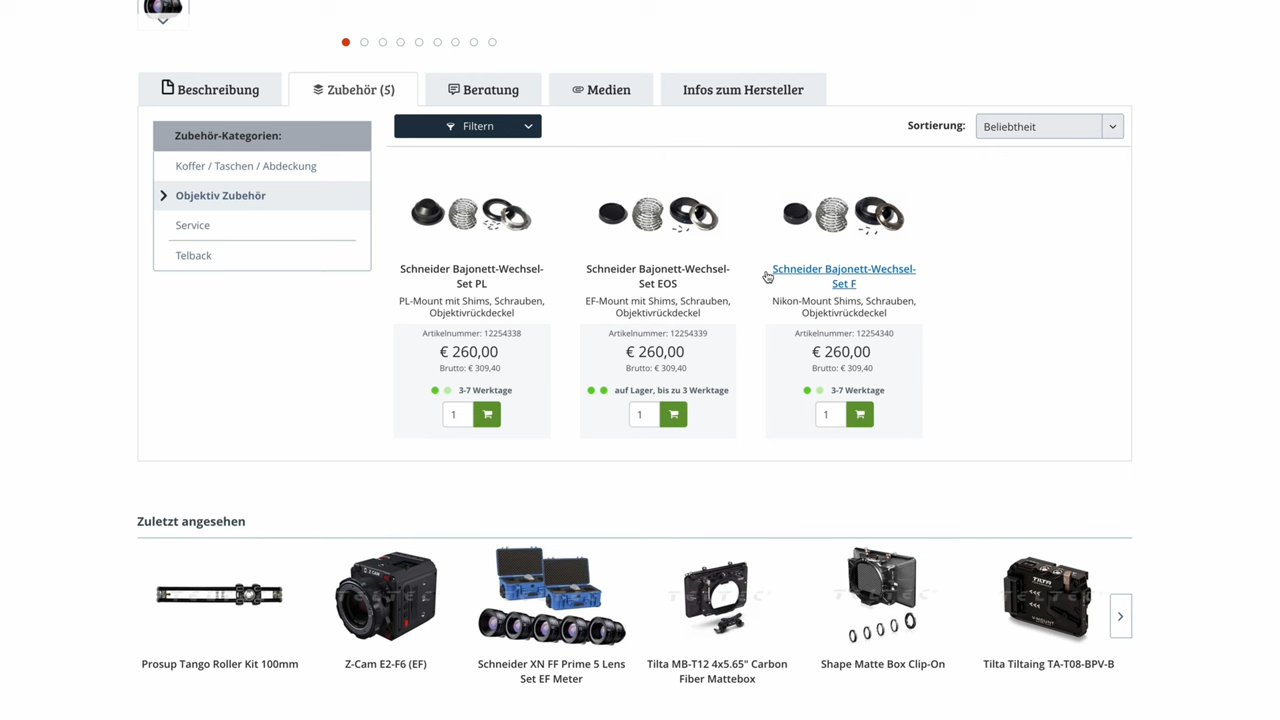 Beschreibung
Zubehör (5)
Beratung
Medien
Infos zum Hersteller
Zubehör-Kategorien:
Koffer / Taschen / Abdeckung
Objektiv Zubehör
Service
Telback
Filtern
Sortierung:
Beliebtheit
Schneider Bajonett-Wechsel-
Set PL
PL-Mount mit Shims, Schrauben,
Objektivrückdeckel
Artikelnummer: 12254338
€ 260,00
Brutto: € 309,40
3-7 Werktage
1
Schneider Bajonett-Wechsel-
Set EOS
EF-Mount mit Shims, Schrauben,
Objektivrückdeckel
Artikelnummer: 12254339
€ 260,00
Brutto: € 309,40
auf Lager, bis zu 3 Werktage
1
Schneider Bajonett-Wechsel-
Set F
Nikon-Mount Shims, Schrauben,
Objektivrückdeckel
Artikelnummer: 12254340
€ 260,00
Brutto: € 309,40
3-7 Werktage
1
Zuletzt angesehen
Prosup Tango Roller Kit 100mm
Z-Cam E2-F6 (EF)
Schneider XN FF Prime 5 Lens
Set EF Meter
Tilta MB-T12 4x5.65" Carbon
Fiber Mattebox
Shape Matte Box Clip-On
TILTA
Tilta Tiltaing TA-T08-BPV-B